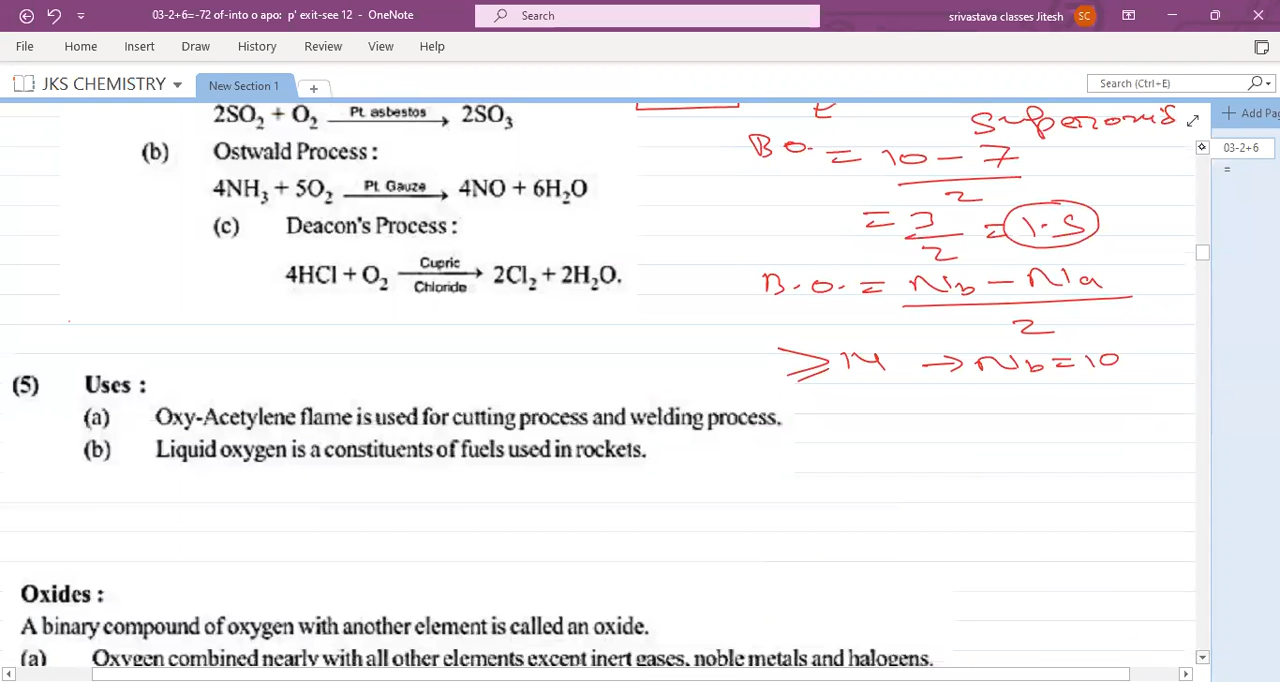 03-2+6=-72 of-into o apo: p' exit-see 12 - OneNote
Search
srivastava classes Jitesh
SC
File Home Insert Draw History Review View Help
JKS CHEMISTRY
New Section 1
Search (Ctrl+E)
Add Pag
03-2+6
=
2SO₂ + O₂ Pt. asbestos → 2SO₃
(b) Ostwald Process :
4NH₃ + 5O₂ Pt. Gauze → 4NO + 6H₂O
(c) Deacon's Process :
4HCl + O₂ Cupric Chloride → 2Cl₂ + 2H₂O.
(5) Uses :
(a) Oxy-Acetylene flame is used for cutting process and welding process.
(b) Liquid oxygen is a constituents of fuels used in rockets.
Oxides :
A binary compound of oxygen with another element is called an oxide.
(a) Oxygen combined nearly with all other elements except inert gases, noble metals and halogens.
B.O. = 10 - 7 / 2
= 3 / 2 = 1.5
B.O. = Nb - Na / 2
≥ 14 → Nb = 10